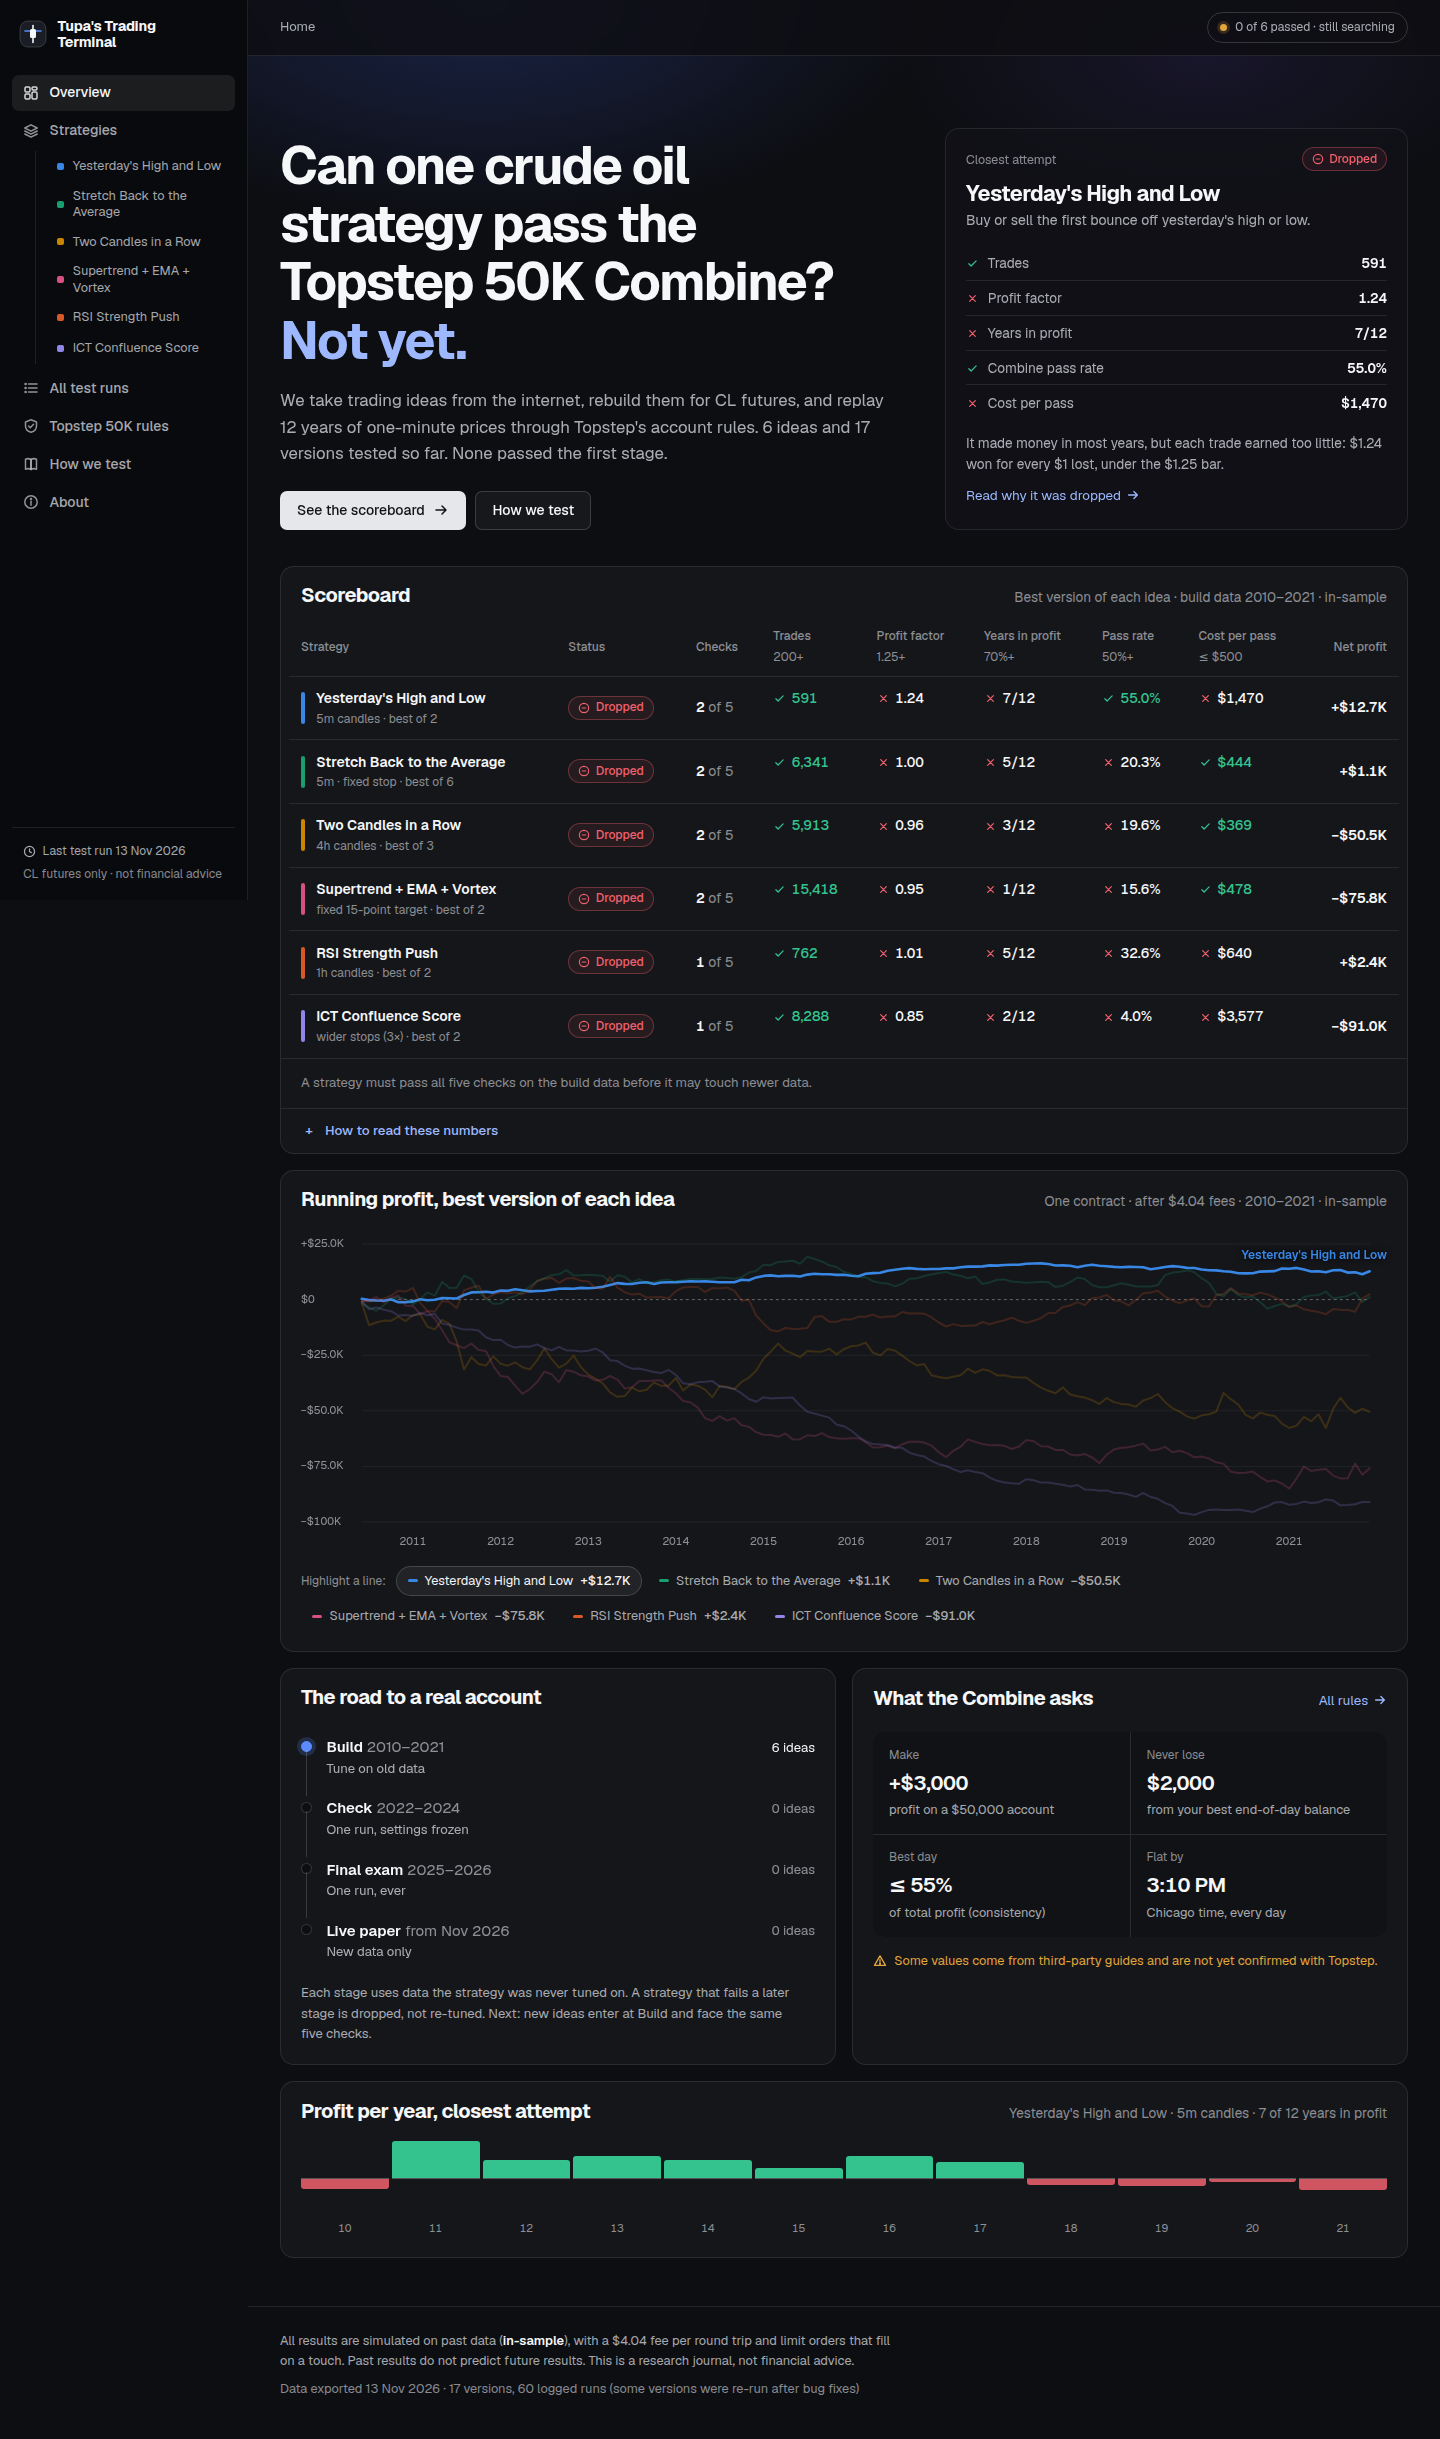 Tupa's Trading
Terminal
Overview
Strategies
Yesterday's High and Low
Stretch Back to the
Average
Two Candles in a Row
Supertrend + EMA +
Vortex
RSI Strength Push
ICT Confluence Score
All test runs
Topstep 50K rules
How we test
About
Last test run 13 Nov 2026
CL futures only · not financial advice
Home
0 of 6 passed · still searching
Can one crude oil
strategy pass the
Topstep 50K Combine?
Not yet.
We take trading ideas from the internet, rebuild them for CL futures, and replay
12 years of one-minute prices through Topstep's account rules. 6 ideas and 17
versions tested so far. None passed the first stage.
See the scoreboard →
How we test
Closest attempt
Dropped
Yesterday's High and Low
Buy or sell the first bounce off yesterday's high or low.
✓ Trades 591
× Profit factor 1.24
× Years in profit 7/12
✓ Combine pass rate 55.0%
× Cost per pass $1,470
It made money in most years, but each trade earned too little: $1.24
won for every $1 lost, under the $1.25 bar.
Read why it was dropped →
Scoreboard
Best version of each idea · build data 2010–2021 · in-sample
Strategy Status Checks Trades Profit factor Years in profit Pass rate Cost per pass Net profit
200+ 1.25+ 70%+ 50%+ ≤ $500
Yesterday's High and Low
5m candles · best of 2
Dropped 2 of 5 ✓ 591 × 1.24 × 7/12 ✓ 55.0% × $1,470 +$12.7K
Stretch Back to the Average
5m · fixed stop · best of 6
Dropped 2 of 5 ✓ 6,341 × 1.00 × 5/12 × 20.3% ✓ $444 +$1.1K
Two Candles in a Row
4h candles · best of 3
Dropped 2 of 5 ✓ 5,913 × 0.96 × 3/12 × 19.6% ✓ $369 −$50.5K
Supertrend + EMA + Vortex
fixed 15-point target · best of 2
Dropped 2 of 5 ✓ 15,418 × 0.95 × 1/12 × 15.6% ✓ $478 −$75.8K
RSI Strength Push
1h candles · best of 2
Dropped 1 of 5 ✓ 762 × 1.01 × 5/12 × 32.6% × $640 +$2.4K
ICT Confluence Score
wider stops (3×) · best of 2
Dropped 1 of 5 ✓ 8,288 × 0.85 × 2/12 × 4.0% × $3,577 −$91.0K
A strategy must pass all five checks on the build data before it may touch newer data.
+ How to read these numbers
Running profit, best version of each idea
One contract · after $4.04 fees · 2010–2021 · in-sample
+$25.0K
Yesterday's High and Low
$0
−$25.0K
−$50.0K
−$75.0K
−$100K
2011 2012 2013 2014 2015 2016 2017 2018 2019 2020 2021
Highlight a line: Yesterday's High and Low +$12.7K Stretch Back to the Average +$1.1K Two Candles in a Row −$50.5K
Supertrend + EMA + Vortex −$75.8K RSI Strength Push +$2.4K ICT Confluence Score −$91.0K
The road to a real account
Build 2010–2021 6 ideas
Tune on old data
Check 2022–2024 0 ideas
One run, settings frozen
Final exam 2025–2026 0 ideas
One run, ever
Live paper from Nov 2026 0 ideas
New data only
Each stage uses data the strategy was never tuned on. A strategy that fails a later
stage is dropped, not re-tuned. Next: new ideas enter at Build and face the same
five checks.
What the Combine asks
All rules →
Make
+$3,000
profit on a $50,000 account
Never lose
$2,000
from your best end-of-day balance
Best day
≤ 55%
of total profit (consistency)
Flat by
3:10 PM
Chicago time, every day
Some values come from third-party guides and are not yet confirmed with Topstep.
Profit per year, closest attempt
Yesterday's High and Low · 5m candles · 7 of 12 years in profit
10 11 12 13 14 15 16 17 18 19 20 21
All results are simulated on past data (in-sample), with a $4.04 fee per round trip and limit orders that fill
on a touch. Past results do not predict future results. This is a research journal, not financial advice.
Data exported 13 Nov 2026 · 17 versions, 60 logged runs (some versions were re-run after bug fixes)